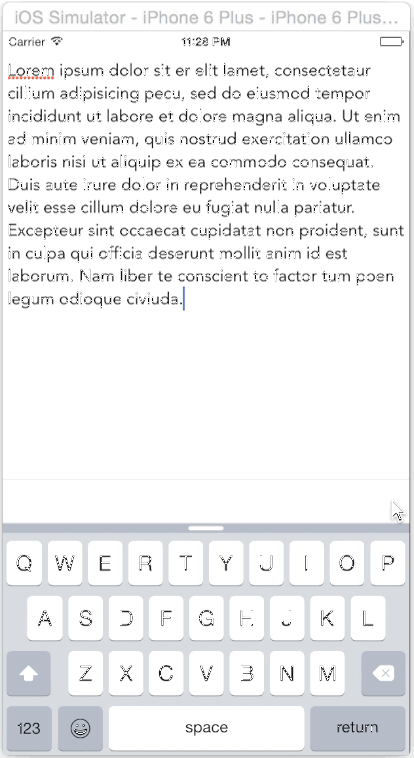 iOS Simulator - iPhone 6 Plus - iPhone 6 Plus...
Carrier 11:28 PM
Lorem ipsum dolor sit er elit lamet, consectetaur
cillium adipisicing pecu, sed do eiusmod tempor
incididunt ut labore et dolore magna aliqua. Ut enim
ad minim veniam, quis nostrud exercitation ullamco
laboris nisi ut aliquip ex ea commodo consequat.
Duis aute irure dolor in reprehenderit in voluptate
velit esse cillum dolore eu fugiat nulla pariatur.
Excepteur sint occaecat cupidatat non proident, sunt
in culpa qui officia deserunt mollit anim id est
laborum. Nam liber te conscient to factor tum poen
legum odioque civiuda.
Q W E R T Y U I O P
A S D F G H J K L
Z X C V B N M
123 space return